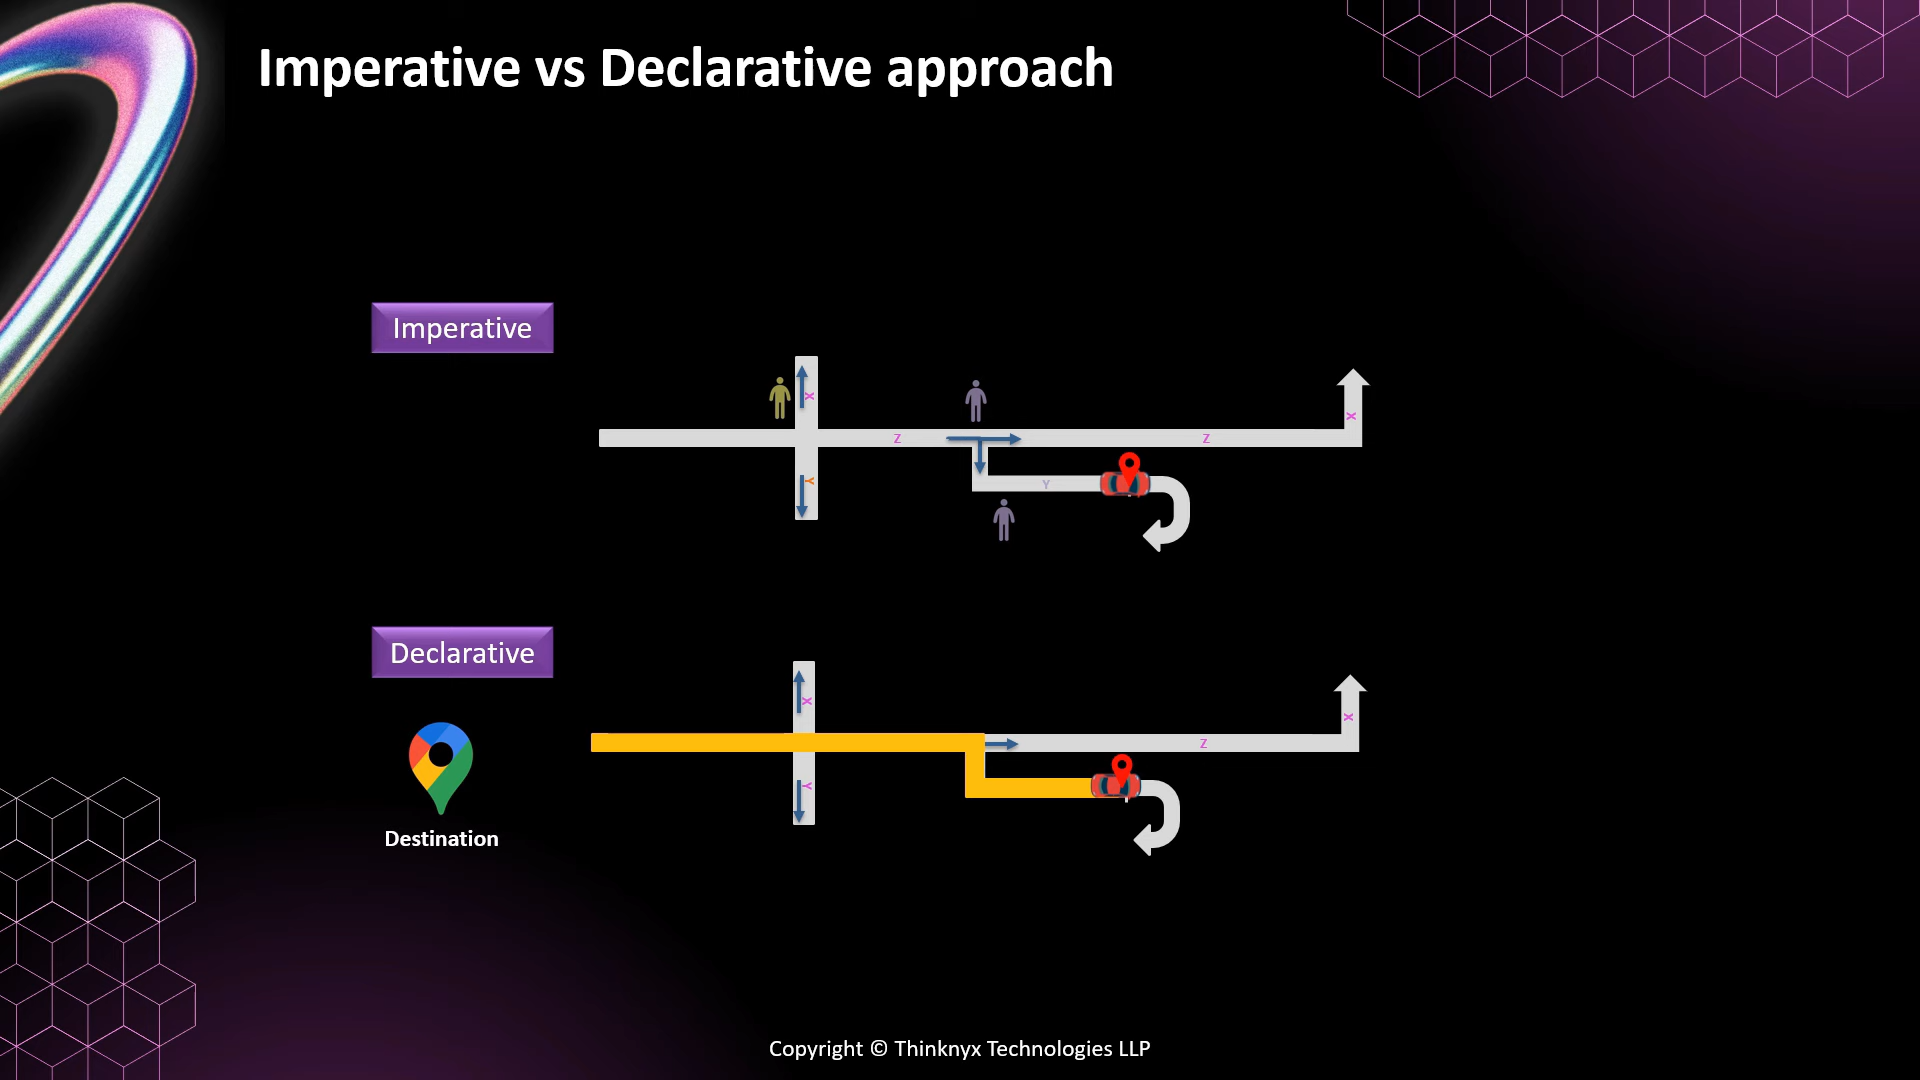 Imperative vs Declarative approach
Imperative
X
Z
Z
X
Y
Y
Declarative
X
X
Z
Y
Destination
Copyright © Thinknyx Technologies LLP